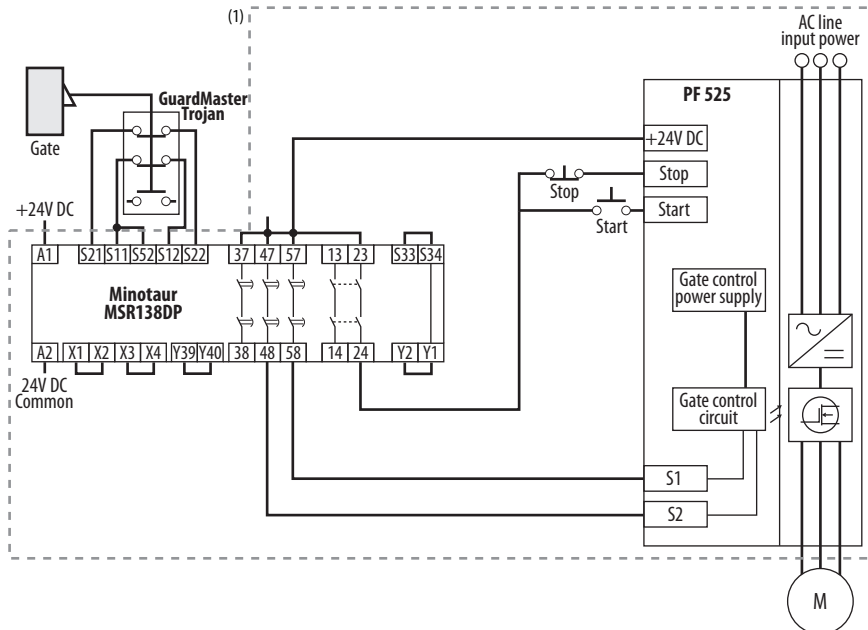 (1)
AC line
input power
GuardMaster
Trojan
Gate
PF 525
+24V DC
Stop
Start
Stop
Start
+24V DC
A1
S21
S11
S52
S12
S22
37
47
57
13
23
S33
S34
Minotaur
MSR138DP
Gate control
power supply
A2
X1
X2
X3
X4
Y39
Y40
38
48
58
14
24
Y2
Y1
24V DC
Common
Gate control
circuit
S1
S2
M